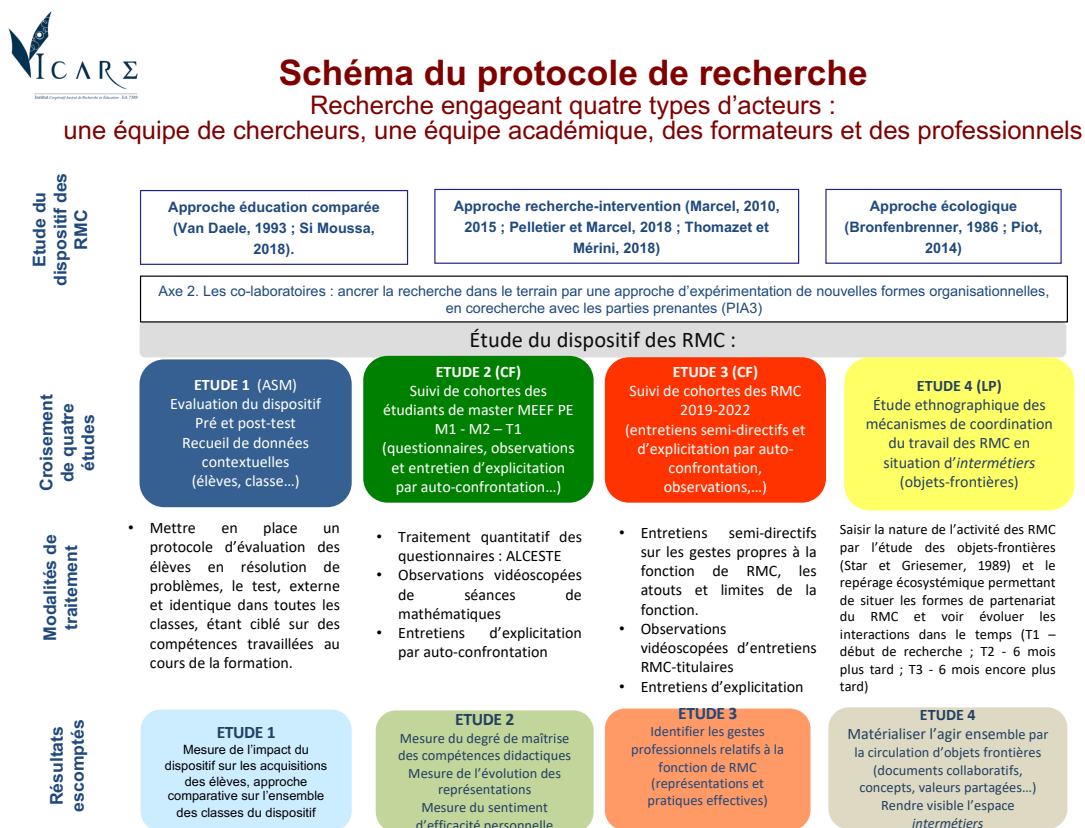 ICARE
Institut Coopératif Austral de Recherche en Éducation - EA 7389
Schéma du protocole de recherche
Recherche engageant quatre types d'acteurs :
une équipe de chercheurs, une équipe académique, des formateurs et des professionnels
Etude du
dispositif des
RMC
Approche éducation comparée
(Van Daele, 1993 ; Si Moussa,
2018).
Approche recherche-intervention (Marcel, 2010,
2015 ; Pelletier et Marcel, 2018 ; Thomazet et
Mérini, 2018)
Approche écologique
(Bronfenbrenner, 1986 ; Piot,
2014)
Axe 2. Les co-laboratoires : ancrer la recherche dans le terrain par une approche d'expérimentation de nouvelles formes organisationnelles,
en corecherche avec les parties prenantes (PIA3)
Étude du dispositif des RMC :
Croisement
de quatre
études
ETUDE 1 (ASM)
Evaluation du dispositif
Pré et post-test
Recueil de données
contextuelles
(élèves, classe…)
ETUDE 2 (CF)
Suivi de cohortes des
étudiants de master MEEF PE
M1 - M2 – T1
(questionnaires, observations
et entretien d'explicitation
par auto-confrontation…)
ETUDE 3 (CF)
Suivi de cohortes des RMC
2019-2022
(entretiens semi-directifs et
d'explicitation par auto-
confrontation,
observations,…)
ETUDE 4 (LP)
Étude ethnographique des
mécanismes de coordination
du travail des RMC en
situation d'intermétiers
(objets-frontières)
Modalités de
traitement
• Mettre en place un
protocole d'évaluation des
élèves en résolution de
problèmes, le test, externe
et identique dans toutes les
classes, étant ciblé sur des
compétences travaillées au
cours de la formation.
• Traitement quantitatif des
questionnaires : ALCESTE
• Observations vidéoscopées
de séances de
mathématiques
• Entretiens d'explicitation
par auto-confrontation
• Entretiens semi-directifs
sur les gestes propres à la
fonction de RMC, les
atouts et limites de la
fonction.
• Observations
vidéoscopées d'entretiens
RMC-titulaires
• Entretiens d'explicitation
Saisir la nature de l'activité des RMC
par l'étude des objets-frontières
(Star et Griesemer, 1989) et le
repérage écosystémique permettant
de situer les formes de partenariat
du RMC et voir évoluer les
interactions dans le temps (T1 –
début de recherche ; T2 - 6 mois
plus tard ; T3 - 6 mois encore plus
tard)
Résultats
escomptés
ETUDE 1
Mesure de l'impact du
dispositif sur les acquisitions
des élèves, approche
comparative sur l'ensemble
des classes du dispositif
ETUDE 2
Mesure du degré de maîtrise
des compétences didactiques
Mesure de l'évolution des
représentations
Mesure du sentiment
d'efficacité personnelle
ETUDE 3
Identifier les gestes
professionnels relatifs à la
fonction de RMC
(représentations et
pratiques effectives)
ETUDE 4
Matérialiser l'agir ensemble par
la circulation d'objets frontières
(documents collaboratifs,
concepts, valeurs partagées…)
Rendre visible l'espace
intermétiers